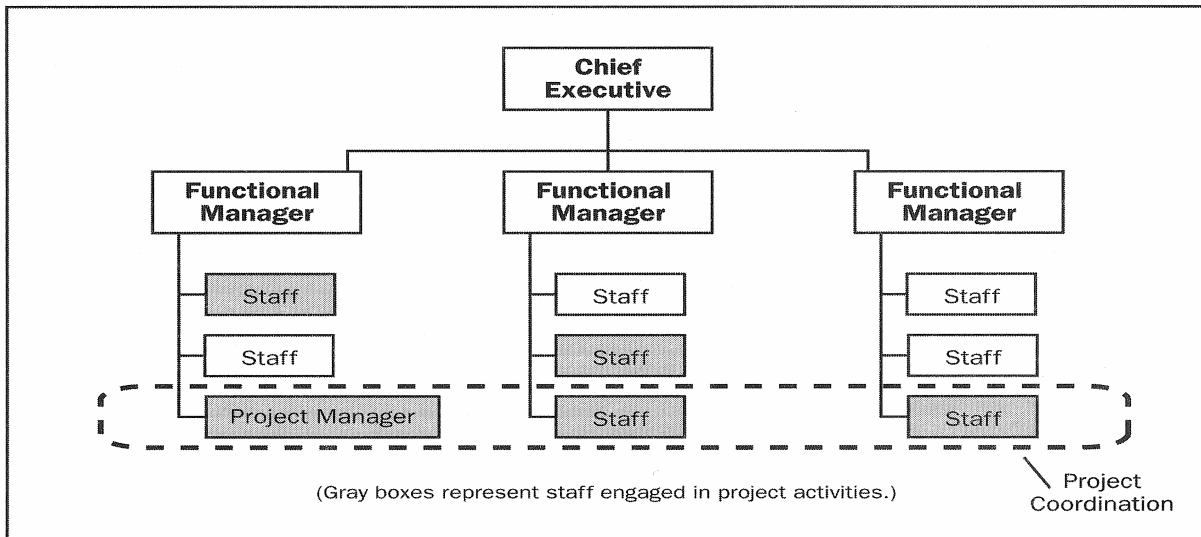 Chief
Executive
Functional
Manager
Functional
Manager
Functional
Manager
Staff
Staff
Staff
Staff
Staff
Staff
Project Manager
Staff
Staff
(Gray boxes represent staff engaged in project activities.)
Project
Coordination